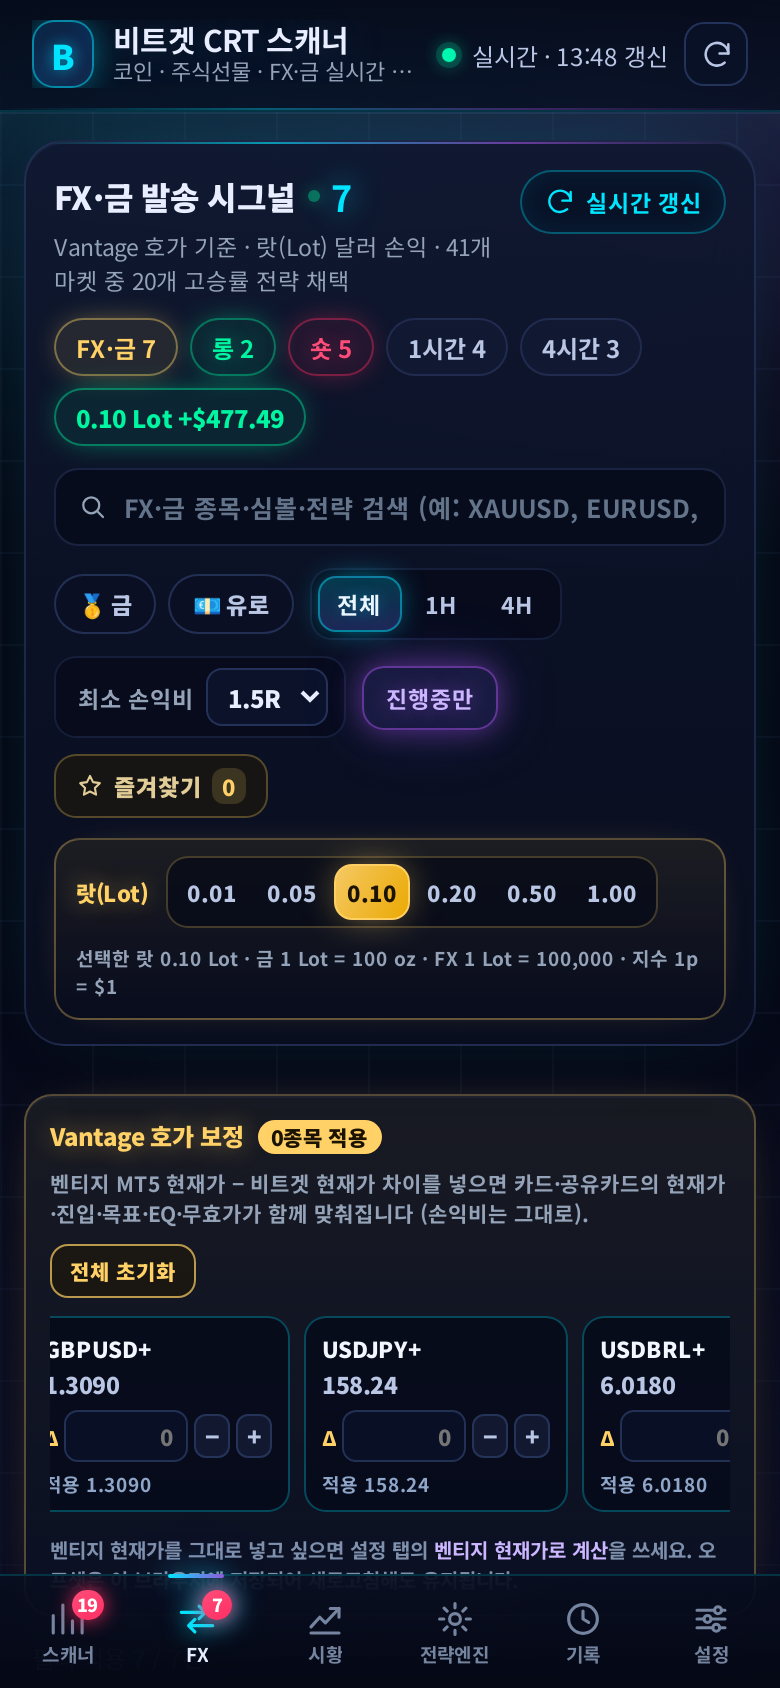 B
비트겟 CRT 스캐너
코인 · 주식선물 · FX·금 실시간 ···
실시간 · 13:48 갱신
FX·금 발송 시그널 • 7
실시간 갱신
Vantage 호가 기준 · 랏(Lot) 달러 손익 · 41개
마켓 중 20개 고승률 전략 채택
FX·금 7 롱 2 숏 5 1시간 4 4시간 3
0.10 Lot +$477.49
FX·금 종목·심볼·전략 검색 (예: XAUUSD, EURUSD,
🥇 금 💶 유로 전체 1H 4H
최소 손익비 1.5R 진행중만
즐겨찾기 0
랏(Lot) 0.01 0.05 0.10 0.20 0.50 1.00
선택한 랏 0.10 Lot · 금 1 Lot = 100 oz · FX 1 Lot = 100,000 · 지수 1p
= $1
Vantage 호가 보정 0종목 적용
벤티지 MT5 현재가 − 비트겟 현재가 차이를 넣으면 카드·공유카드의 현재가
·진입·목표·EQ·무효가가 함께 맞춰집니다 (손익비는 그대로).
전체 초기화
GBPUSD+ USDJPY+ USDBRL+
1.3090 158.24 6.0180
Δ 0 − + Δ 0 − + Δ 0
적용 1.3090 적용 158.24 적용 6.0180
벤티지 현재가를 그대로 넣고 싶으면 설정 탭의 벤티지 현재가로 계산을 쓰세요. 오
19 7
스캐너 FX 시황 전략엔진 기록 설정